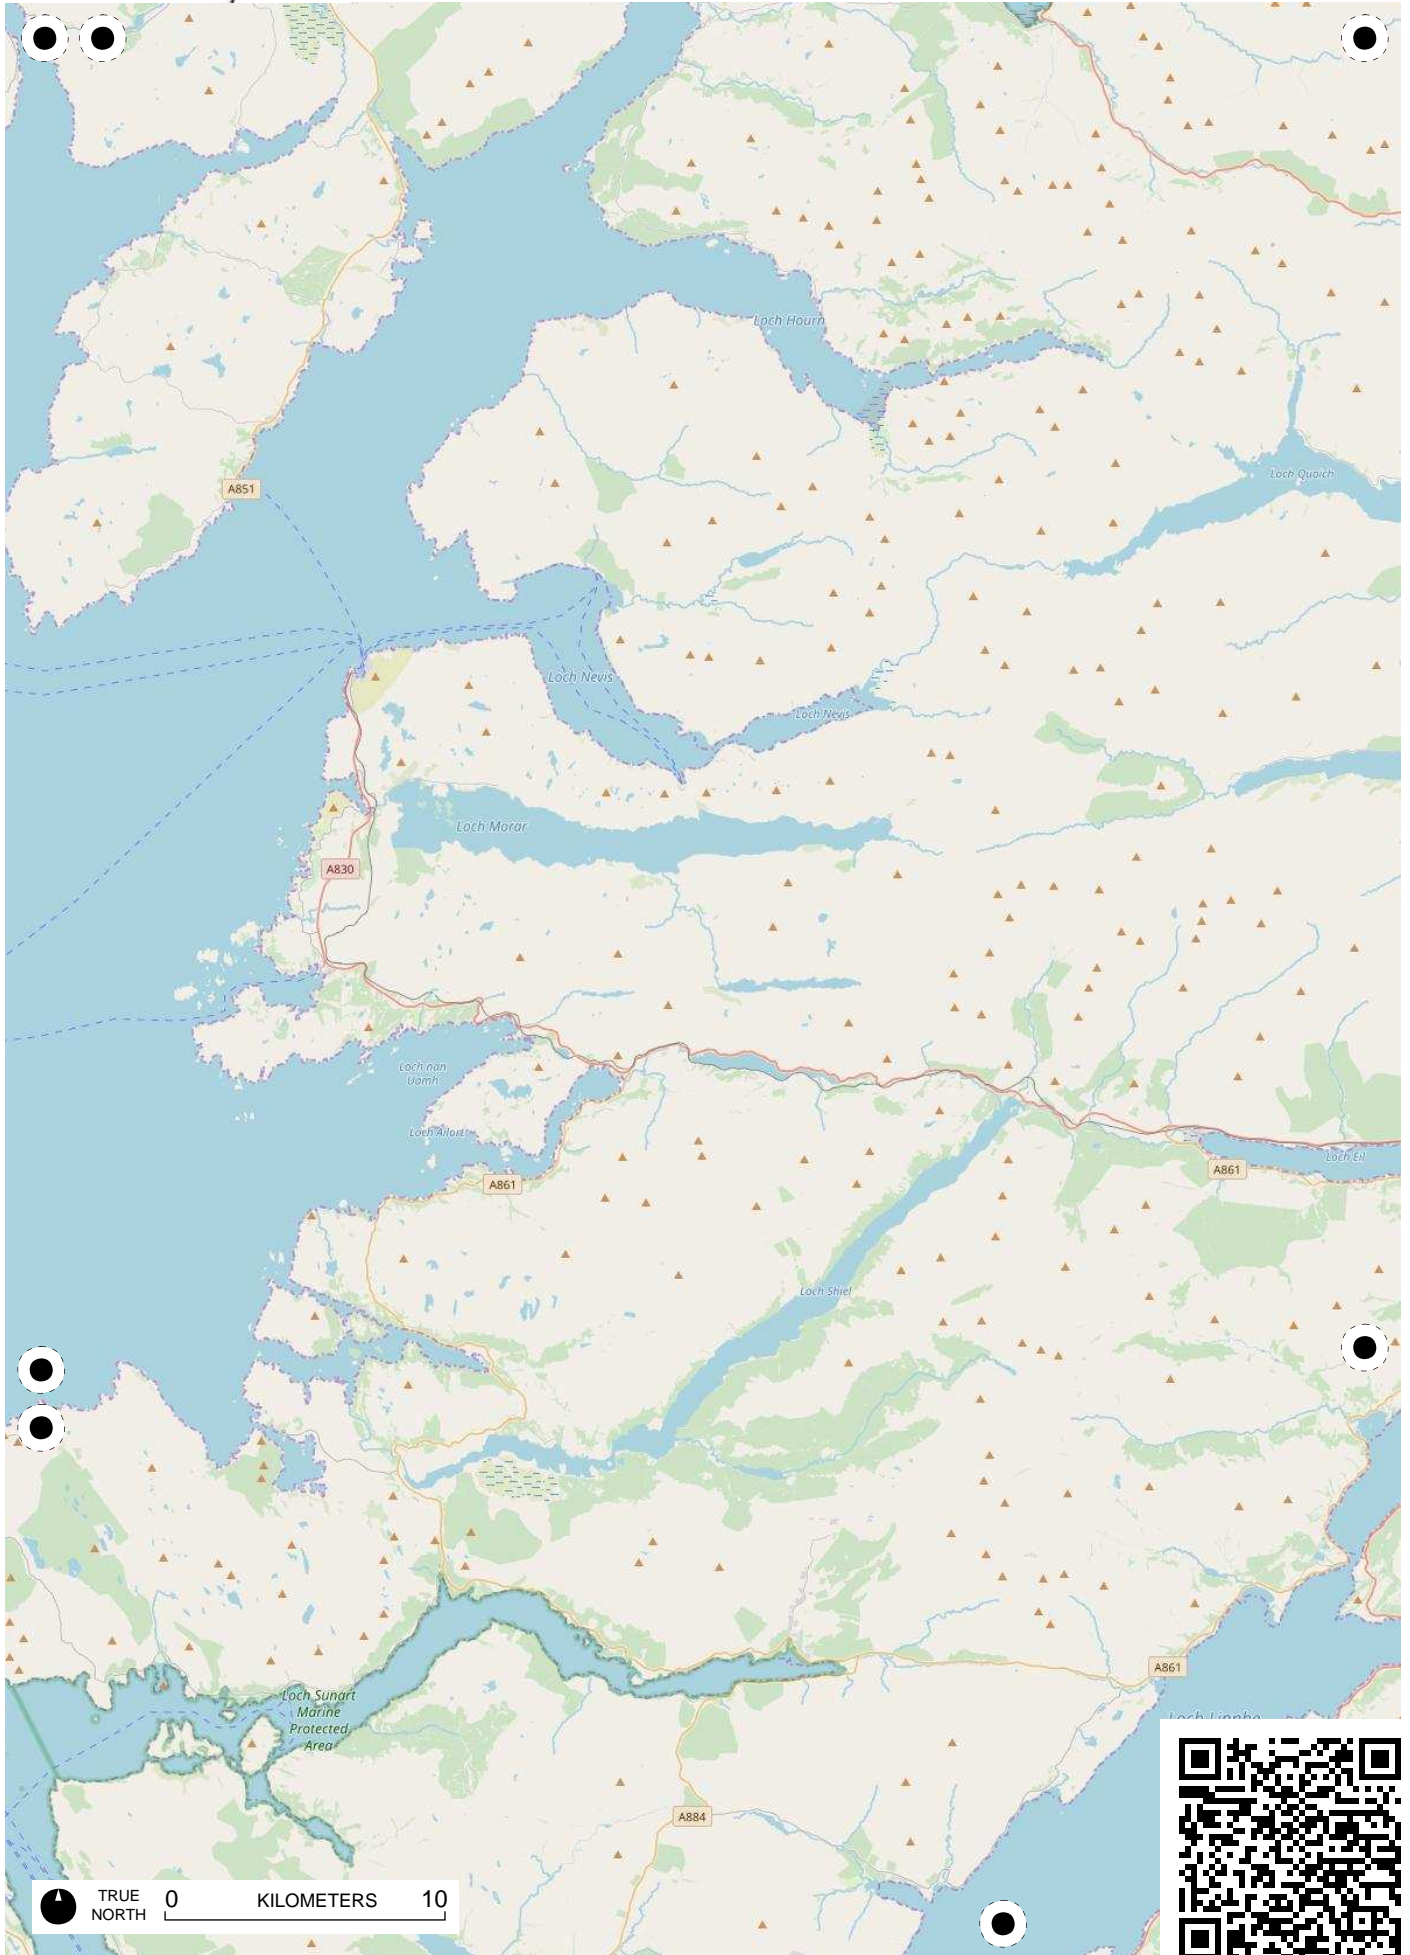 Loch Hourn
Loch Quoich
A851
Loch Nevis
Loch Nevis
Loch Morar
A830
Loch nan
Uamh
Loch Ailort
A861
Loch Eil
A861
Loch Shiel
A861
Loch Sunart
Marine
Protected
Area
Loch Linnhe
A884
TRUE
NORTH
0 KILOMETERS 10